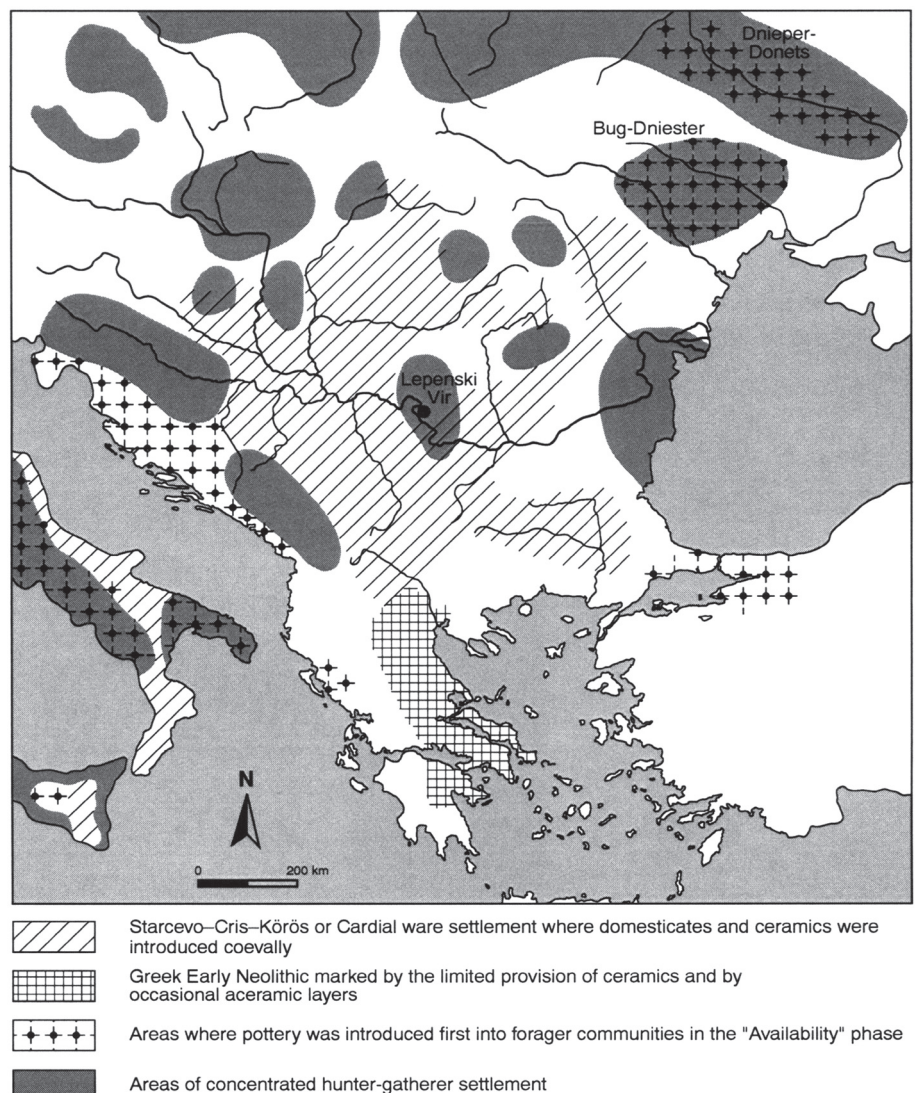 Dnieper-
Donets
Bug-Dniester
Lepenski
Vir
N
0 200 km
Starcevo–Cris–Körös or Cardial ware settlement where domesticates and ceramics were
introduced coevally
Greek Early Neolithic marked by the limited provision of ceramics and by
occasional aceramic layers
Areas where pottery was introduced first into forager communities in the "Availability" phase
Areas of concentrated hunter-gatherer settlement